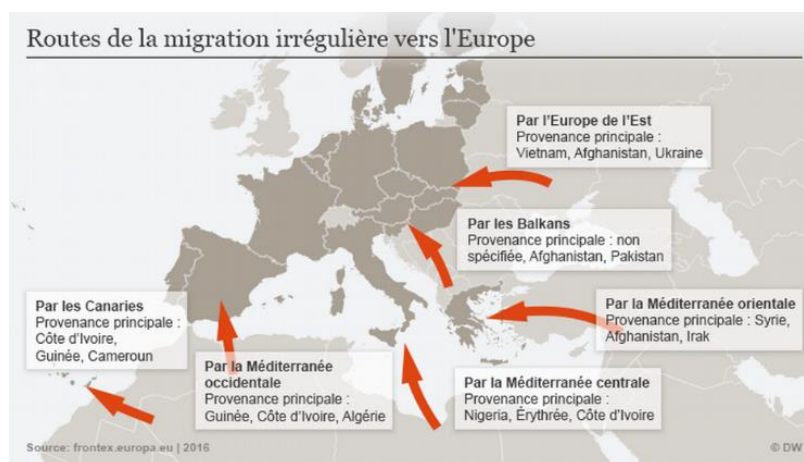 Routes de la migration irrégulière vers l'Europe
Par l'Europe de l'Est
Provenance principale :
Vietnam, Afghanistan, Ukraine
Par les Balkans
Provenance principale : non
spécifiée, Afghanistan, Pakistan
Par la Méditerranée orientale
Provenance principale : Syrie,
Afghanistan, Irak
Par les Canaries
Provenance principale :
Côte d'Ivoire,
Guinée, Cameroun
Par la Méditerranée
occidentale
Provenance principale :
Guinée, Côte d'Ivoire, Algérie
Par la Méditerranée centrale
Provenance principale :
Nigeria, Érythrée, Côte d'Ivoire
Source: frontex.europa.eu | 2016
© DW